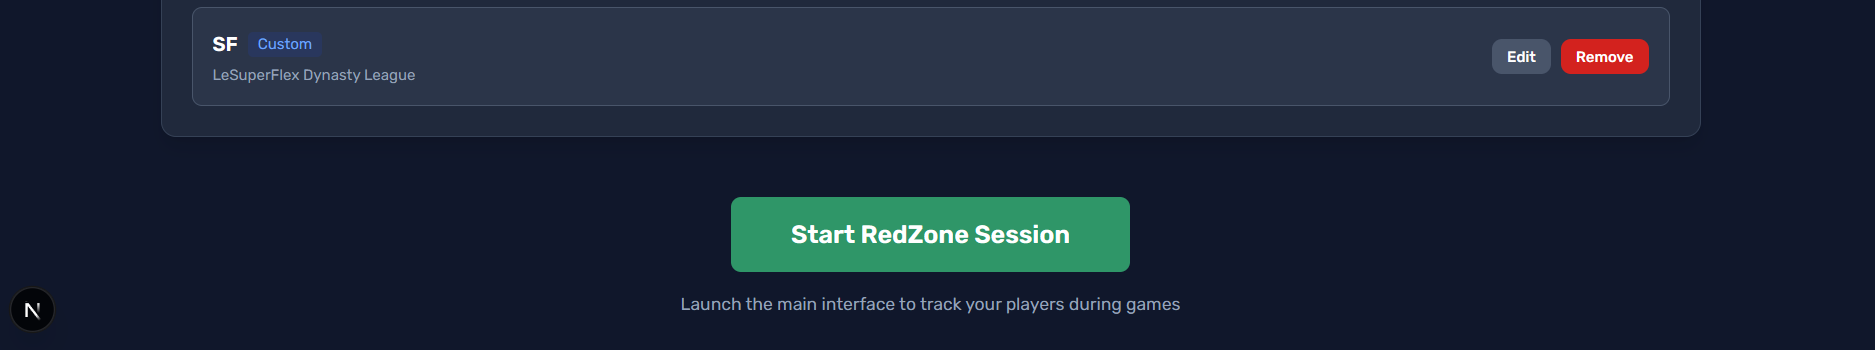 SF Custom
LeSuperFlex Dynasty League
Edit Remove
Start RedZone Session
Launch the main interface to track your players during games
N